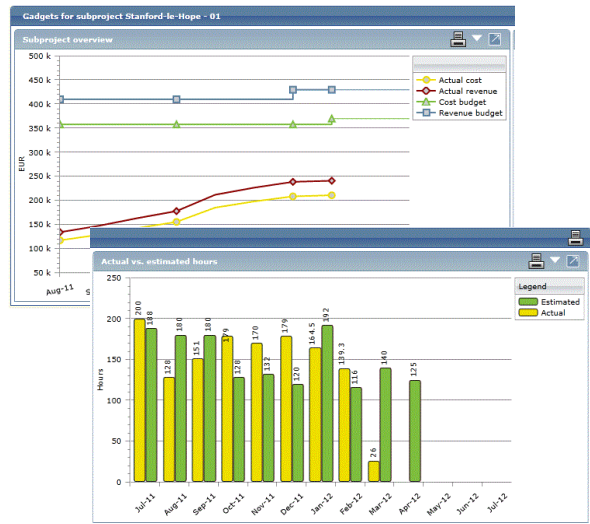 Gadgets for subproject Stanford-le-Hope - 01
Subproject overview
500 k
450 k
400 k
350 k
300 k
250 k
200 k
150 k
100 k
50 k
EUR
Aug-11
Actual cost
Actual revenue
Cost budget
Revenue budget
Actual vs. estimated hours
250
200
150
100
50
0
Hours
200
188
128
180
151
180
179
128
170
132
179
120
164.5
192
139.3
116
26
140
125
Jul-11
Aug-11
Sep-11
Oct-11
Nov-11
Dec-11
Jan-12
Feb-12
Mar-12
Apr-12
May-12
Jun-12
Jul-12
Legend
Estimated
Actual